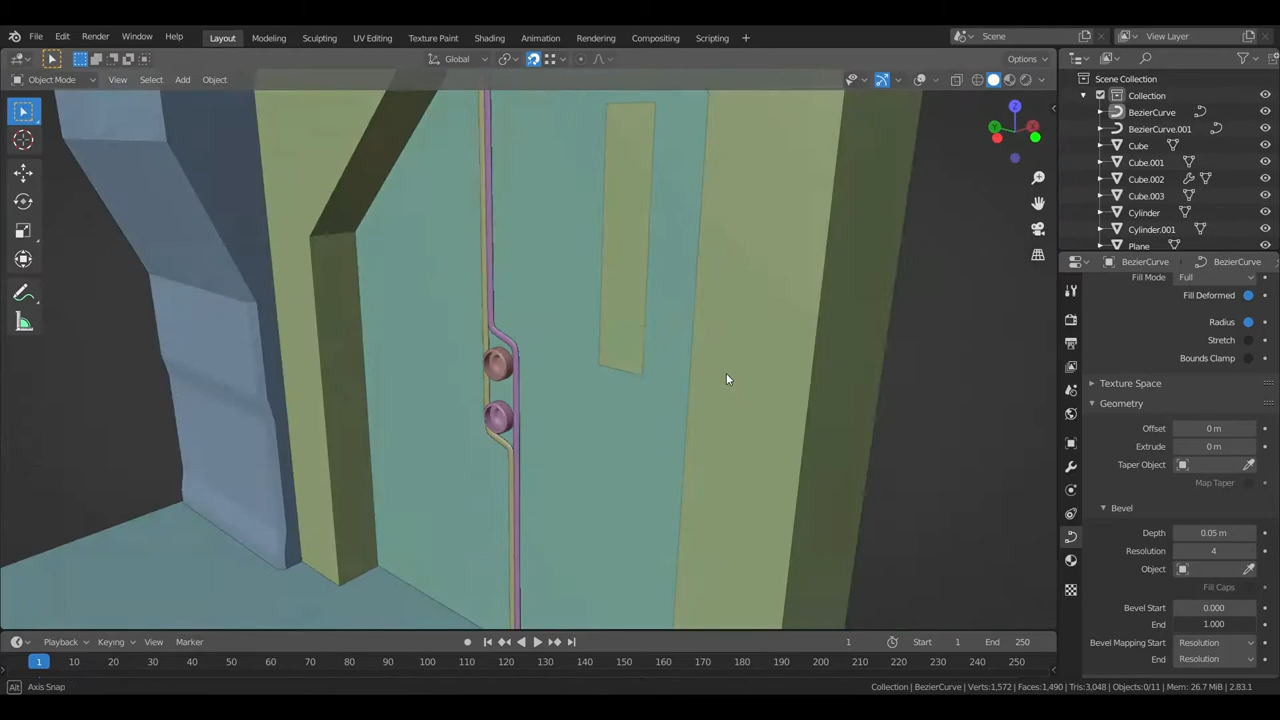 File Edit Render Window Help Layout Modeling Sculpting UV Editing Texture Paint Shading Animation Rendering Compositing Scripting + Scene View Layer
Global Options
Object Mode View Select Add Object
Scene Collection
Collection
BezierCurve
BezierCurve.001
Cube
Cube.001
Cube.002
Cube.003
Cylinder
Cylinder.001
Plane
Z
BezierCurve > BezierCurve
Fill Mode Full
Fill Deformed
Radius
Stretch
Bounds Clamp
Texture Space
Geometry
Offset 0 m
Extrude 0 m
Taper Object
Map Taper
Bevel
Depth 0.05 m
Resolution 4
Object
Fill Caps
Bevel Start 0.000
End 1.000
Bevel Mapping Start Resolution
End Resolution
Playback Keying View Marker 1 Start 1 End 250
1 10 20 30 40 50 60 70 80 90 100 110 120 130 140 150 160 170 180 190 200 210 220 230 240 250
Alt Axis Snap Collection | BezierCurve | Verts:1,572 | Faces:1,490 | Tris:3,048 | Objects:0/11 | Mem: 26.7 MiB | 2.83.1